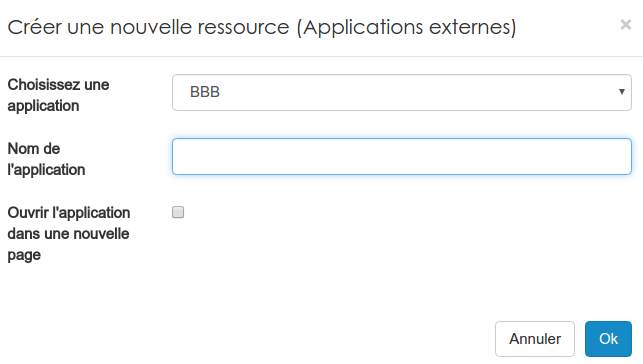 Créer une nouvelle ressource (Applications externes)
×
Choisissez une
application
BBB
Nom de
l'application
Ouvrir l'application
dans une nouvelle
page
Annuler
Ok